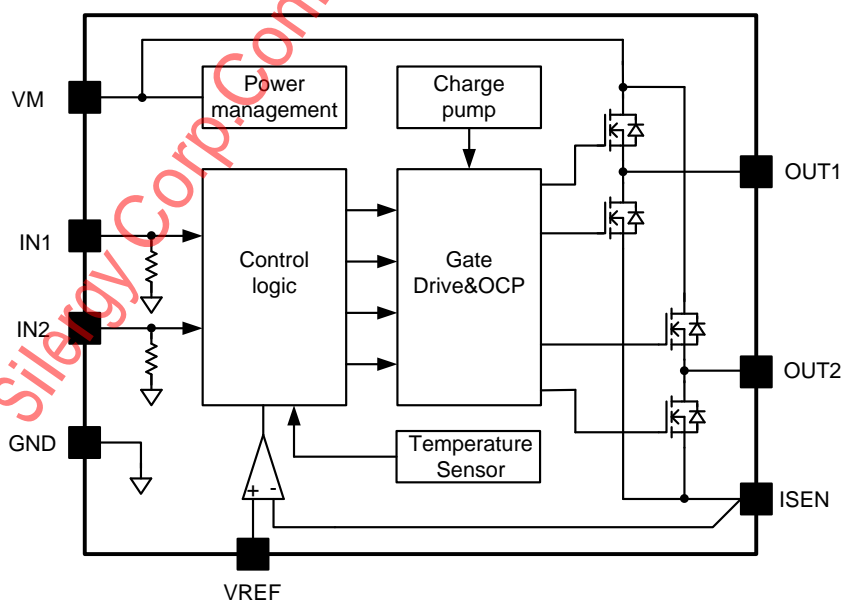 Silergy Corp. Con
VM
Power
management
Charge
pump
OUT1
IN1
Control
logic
Gate
Drive&OCP
IN2
OUT2
GND
Temperature
Sensor
+ -
ISEN
VREF